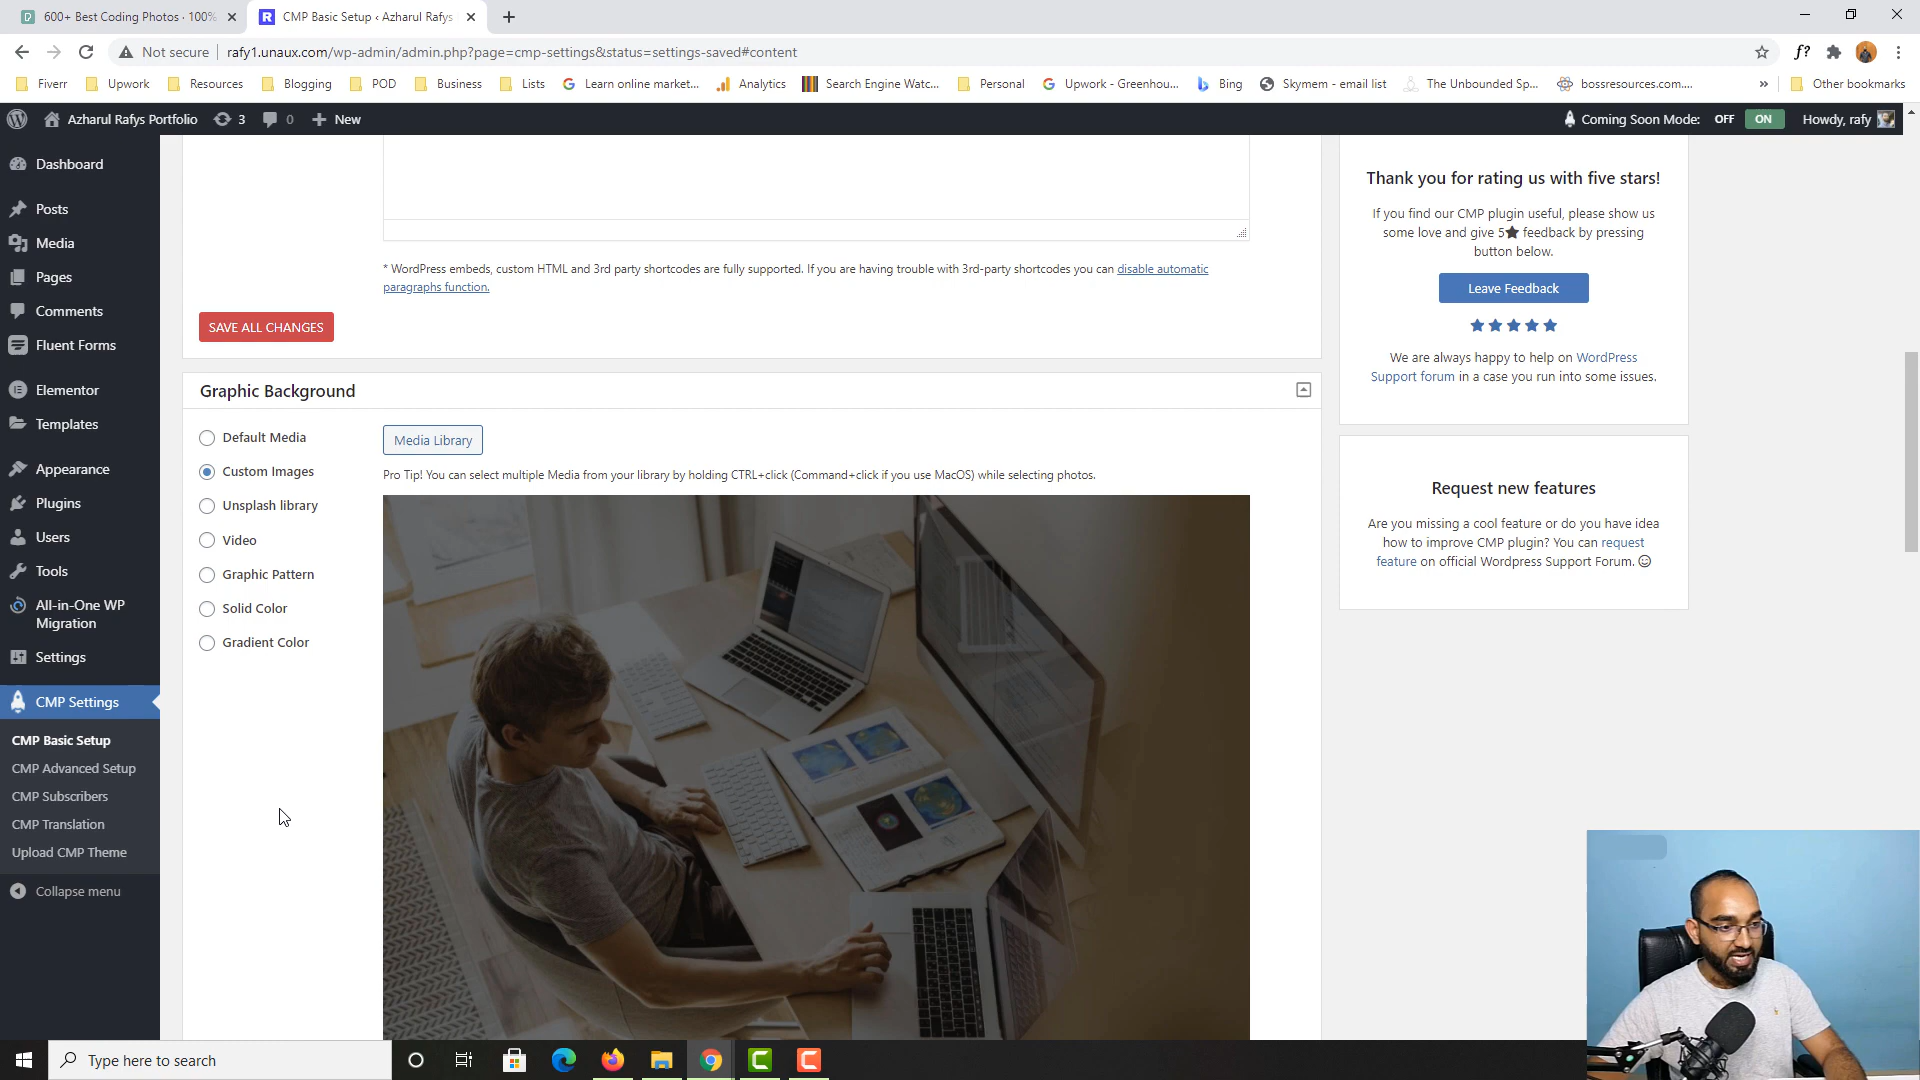 600+ Best Coding Photos · 100%
CMP Basic Setup ‹ Azharul Rafys
Not secure
rafy1.unaux.com/wp-admin/admin.php?page=cmp-settings&status=settings-saved#content
f?
Fiverr
Upwork
Resources
Blogging
POD
Business
Lists
Learn online market...
Analytics
Search Engine Watc...
Personal
Upwork - Greenhou...
Bing
Skymem - email list
The Unbounded Sp...
bossresources.com....
»
Other bookmarks
Azharul Rafys Portfolio
3
0
New
Coming Soon Mode:
OFF
ON
Howdy, rafy
Dashboard
Posts
Media
Pages
Comments
Fluent Forms
Elementor
Templates
Appearance
Plugins
Users
Tools
All-in-One WP
Migration
Settings
CMP Settings
CMP Basic Setup
CMP Advanced Setup
CMP Subscribers
CMP Translation
Upload CMP Theme
Collapse menu
* WordPress embeds, custom HTML and 3rd party shortcodes are fully supported. If you are having trouble with 3rd-party shortcodes you can disable automatic
paragraphs function.
SAVE ALL CHANGES
Graphic Background
Default Media
Custom Images
Unsplash library
Video
Graphic Pattern
Solid Color
Gradient Color
Media Library
Pro Tip! You can select multiple Media from your library by holding CTRL+click (Command+click if you use MacOS) while selecting photos.
Thank you for rating us with five stars!
If you find our CMP plugin useful, please show us
some love and give 5★ feedback by pressing
button below.
Leave Feedback
We are always happy to help on WordPress
Support forum in a case you run into some issues.
Request new features
Are you missing a cool feature or do you have idea
how to improve CMP plugin? You can request
feature on official Wordpress Support Forum.
Type here to search